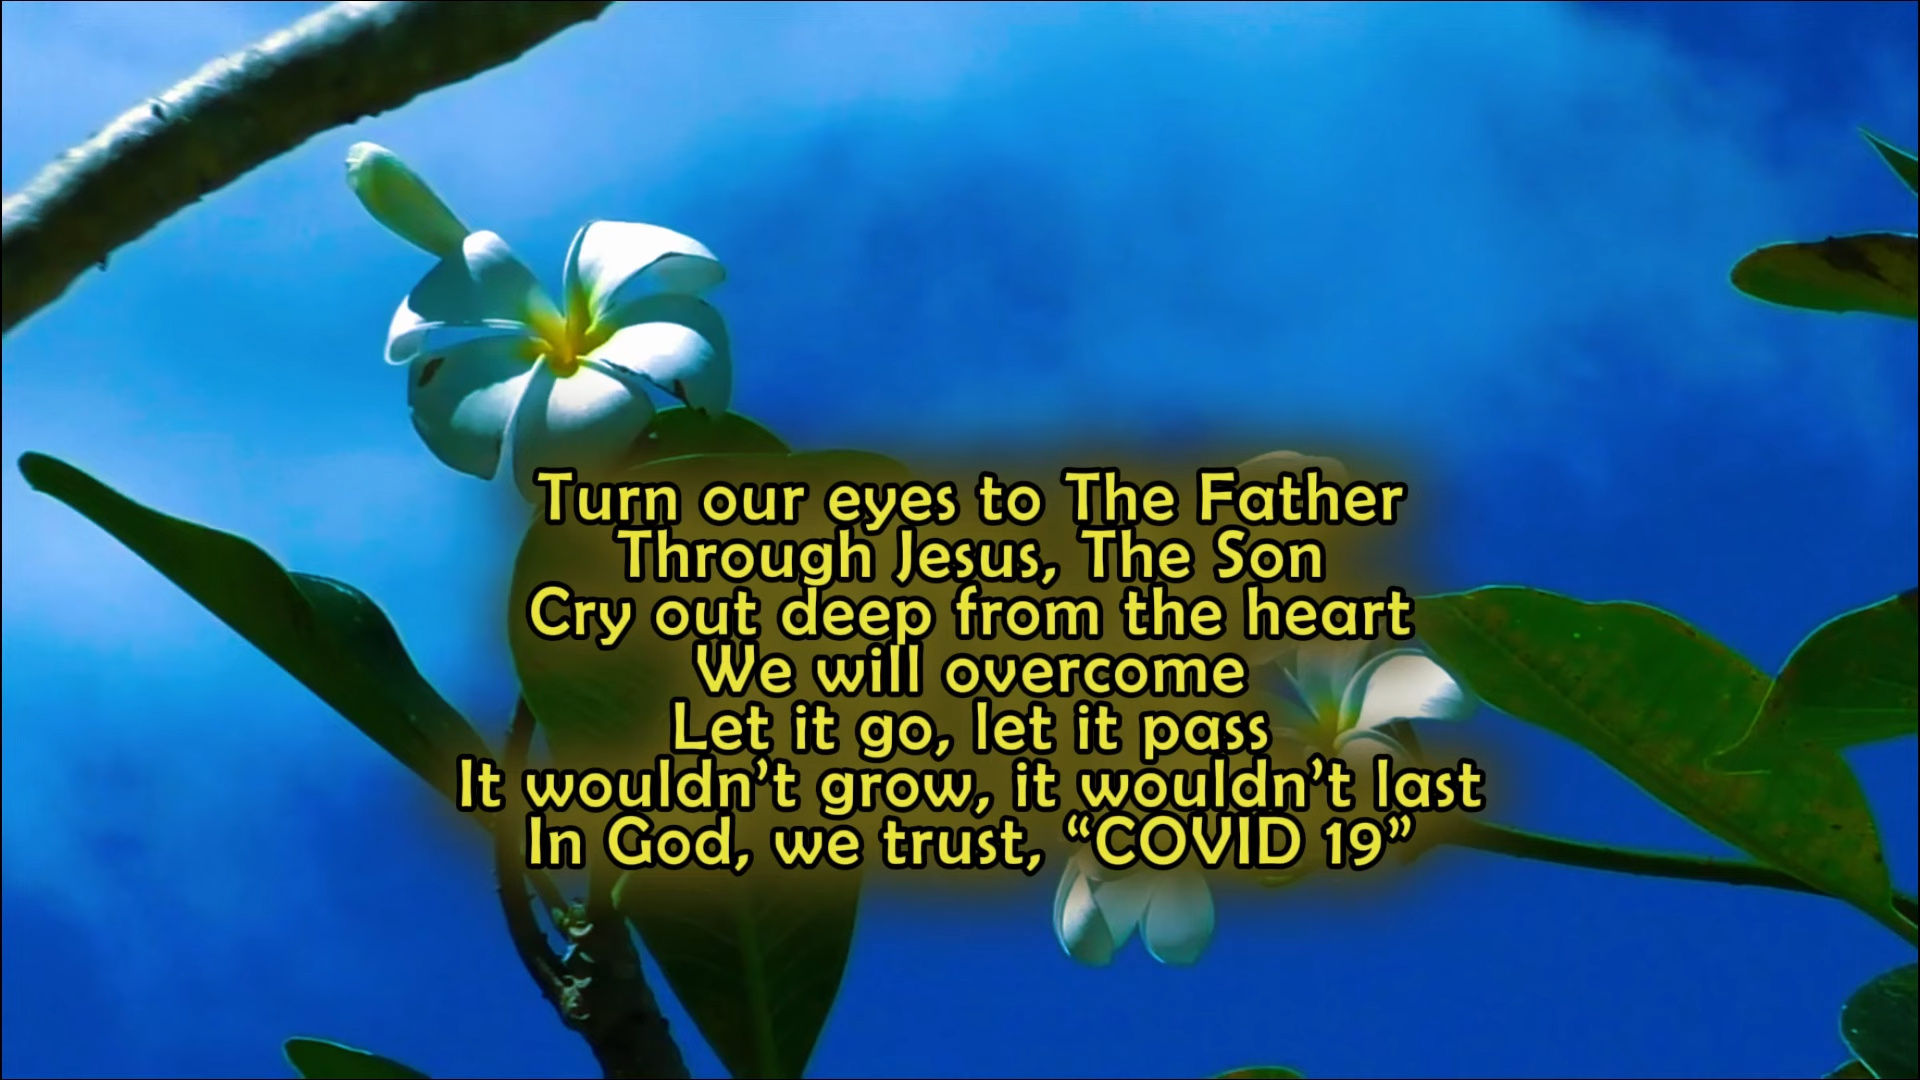 Turn our eyes to The Father
Through Jesus, The Son
Cry out deep from the heart
We will overcome
Let it go, let it pass
It wouldn’t grow, it wouldn’t last
In God, we trust, “COVID 19”